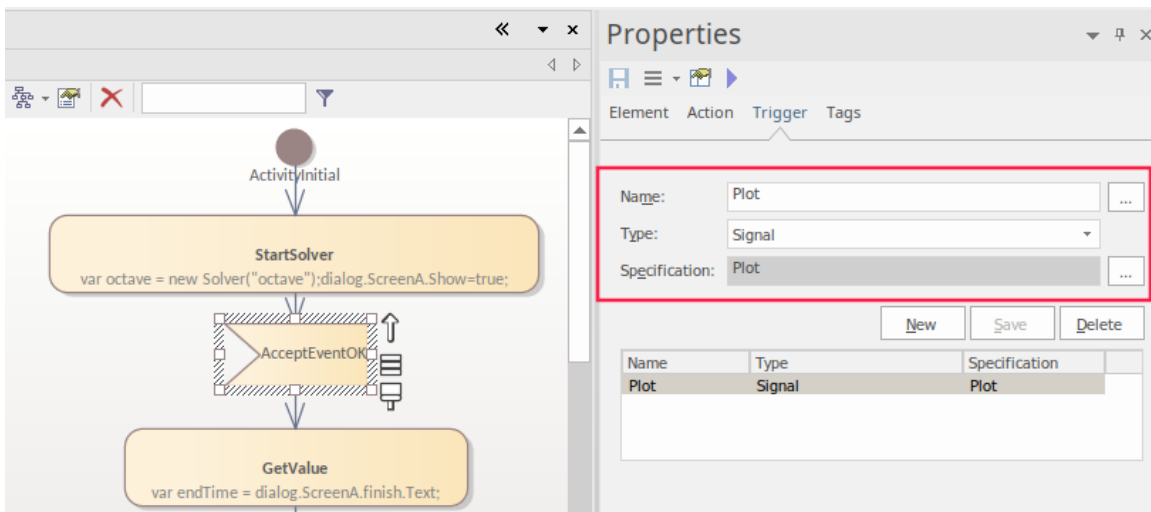 Properties
Element Action Trigger Tags
ActivityInitial
StartSolver
var octave = new Solver("octave");dialog.ScreenA.Show=true;
AcceptEventOK
GetValue
var endTime = dialog.ScreenA.finish.Text;
Name: Plot ...
Type: Signal
Specification: Plot ...
New Save Delete
Name Type Specification
Plot Signal Plot